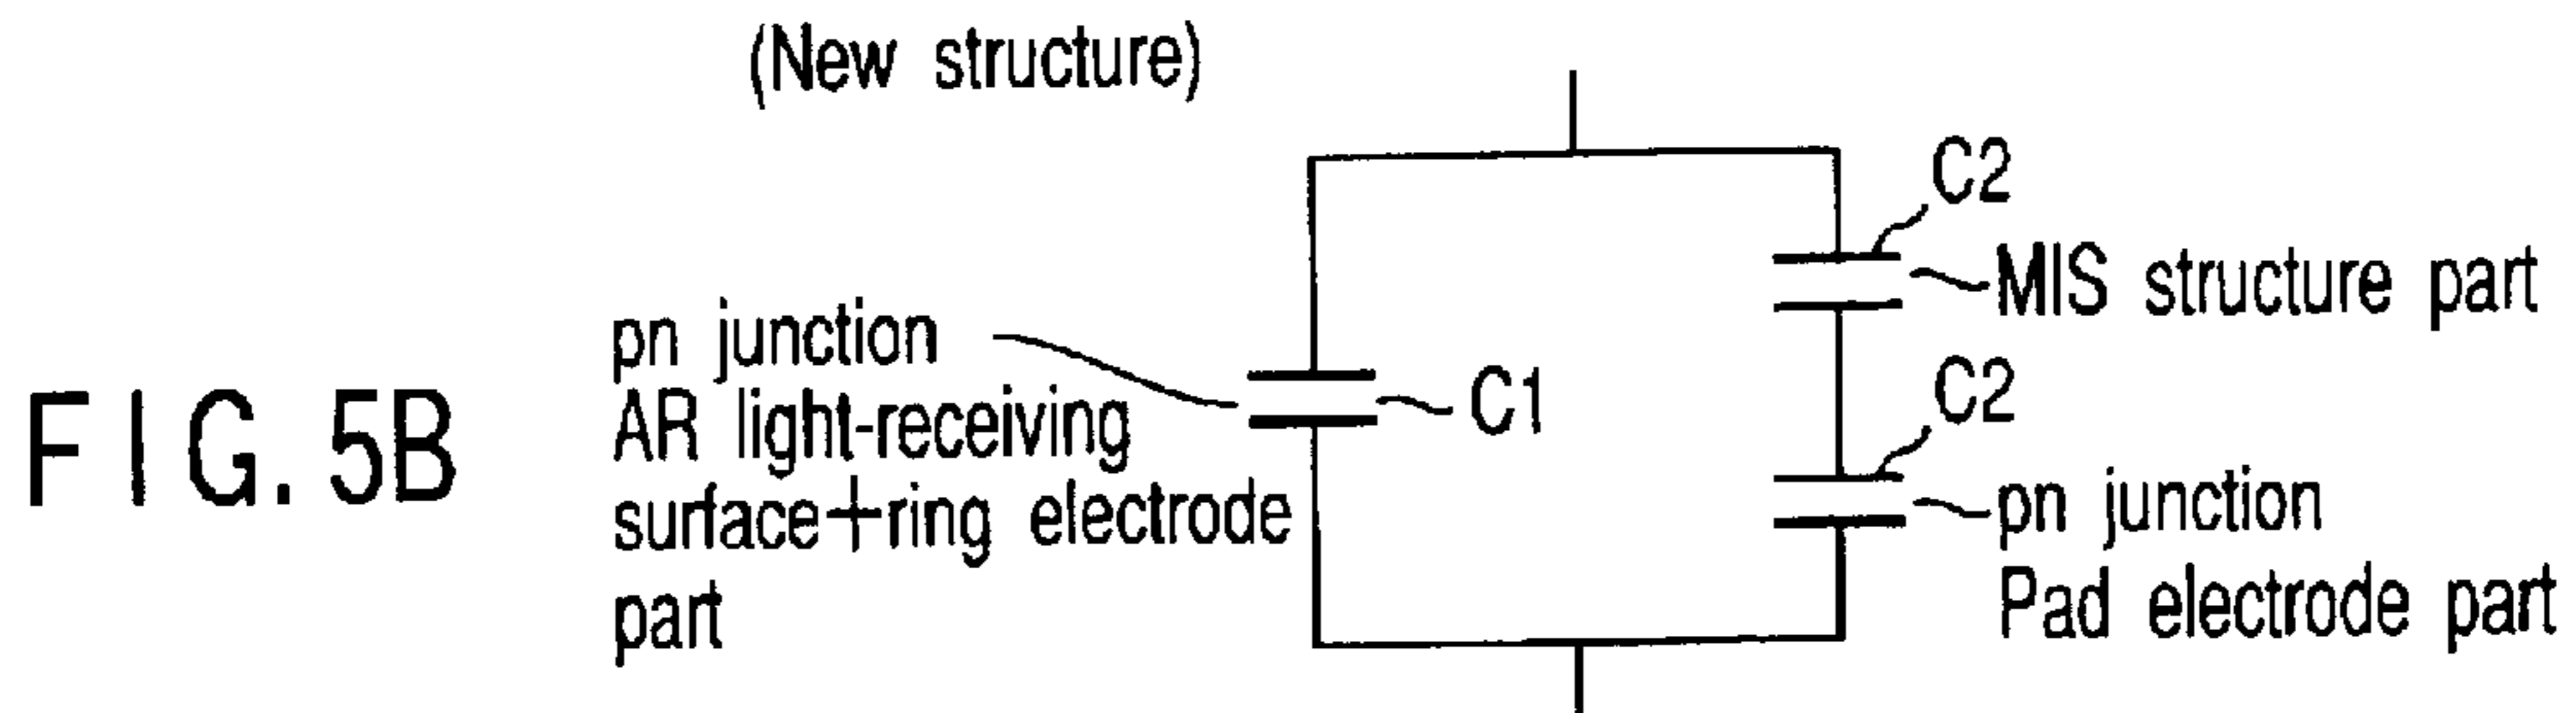 (New structure)
FIG. 5B
pn junction
AR light-receiving
surface+ring electrode
part
C1
C2
MIS structure part
C2
pn junction
Pad electrode part